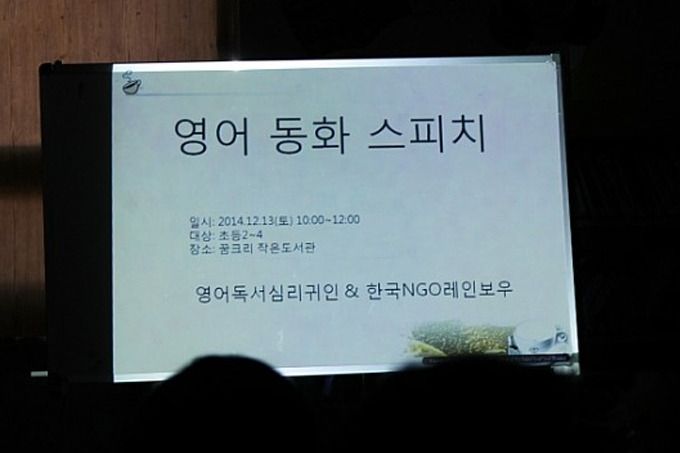 영어 동화 스피치
일시: 2014.12.13(토) 10:00~12:00
대상: 초등2~4
장소: 꿈크리 작은도서관
영어독서심리귀인 & 한국NGO레인보우